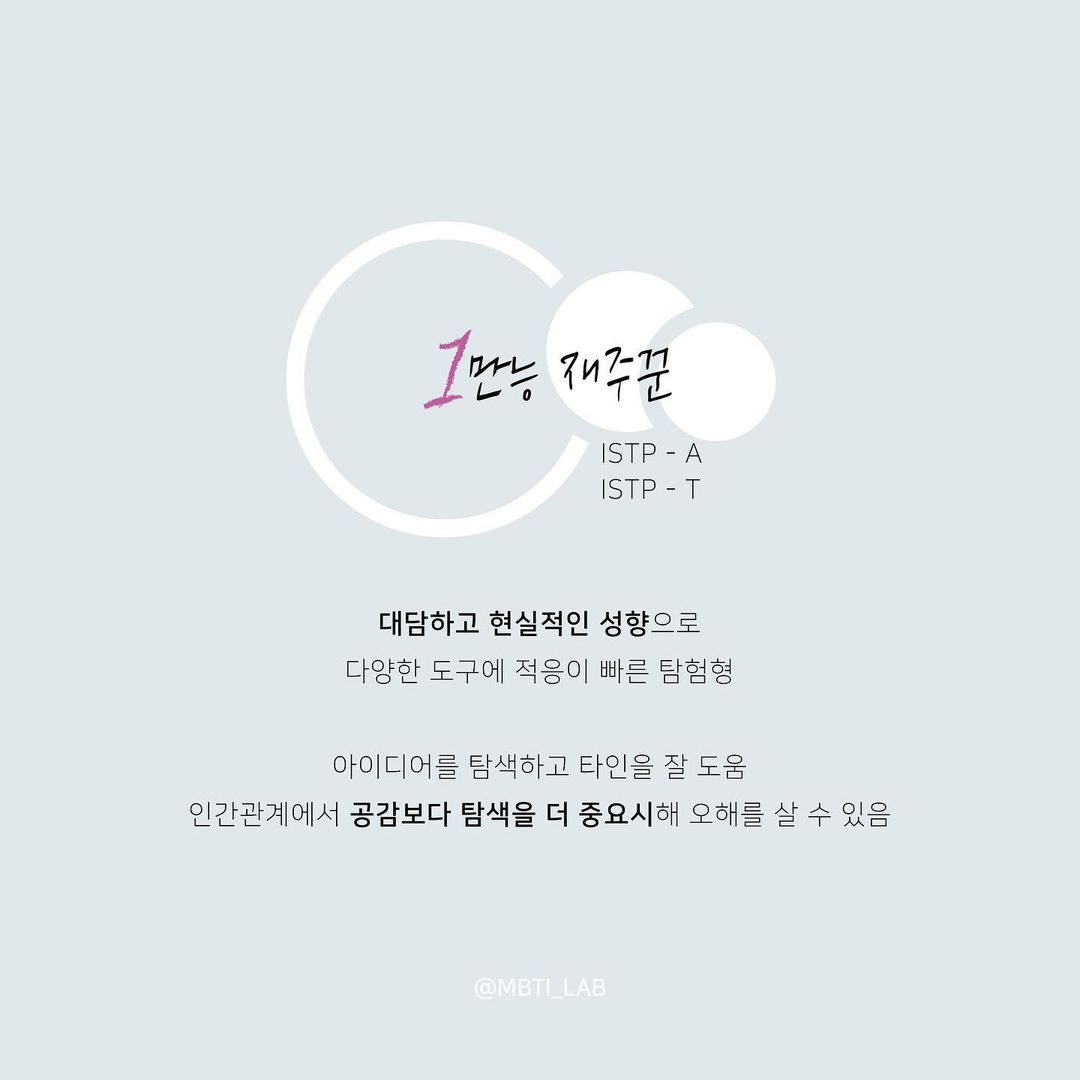 1 만능 재주꾼
ISTP - A
ISTP - T
대담하고 현실적인 성향으로
다양한 도구에 적응이 빠른 탐험형
아이디어를 탐색하고 타인을 잘 도움
인간관계에서 공감보다 탐색을 더 중요시해 오해를 살 수 있음
@MBTI_LAB